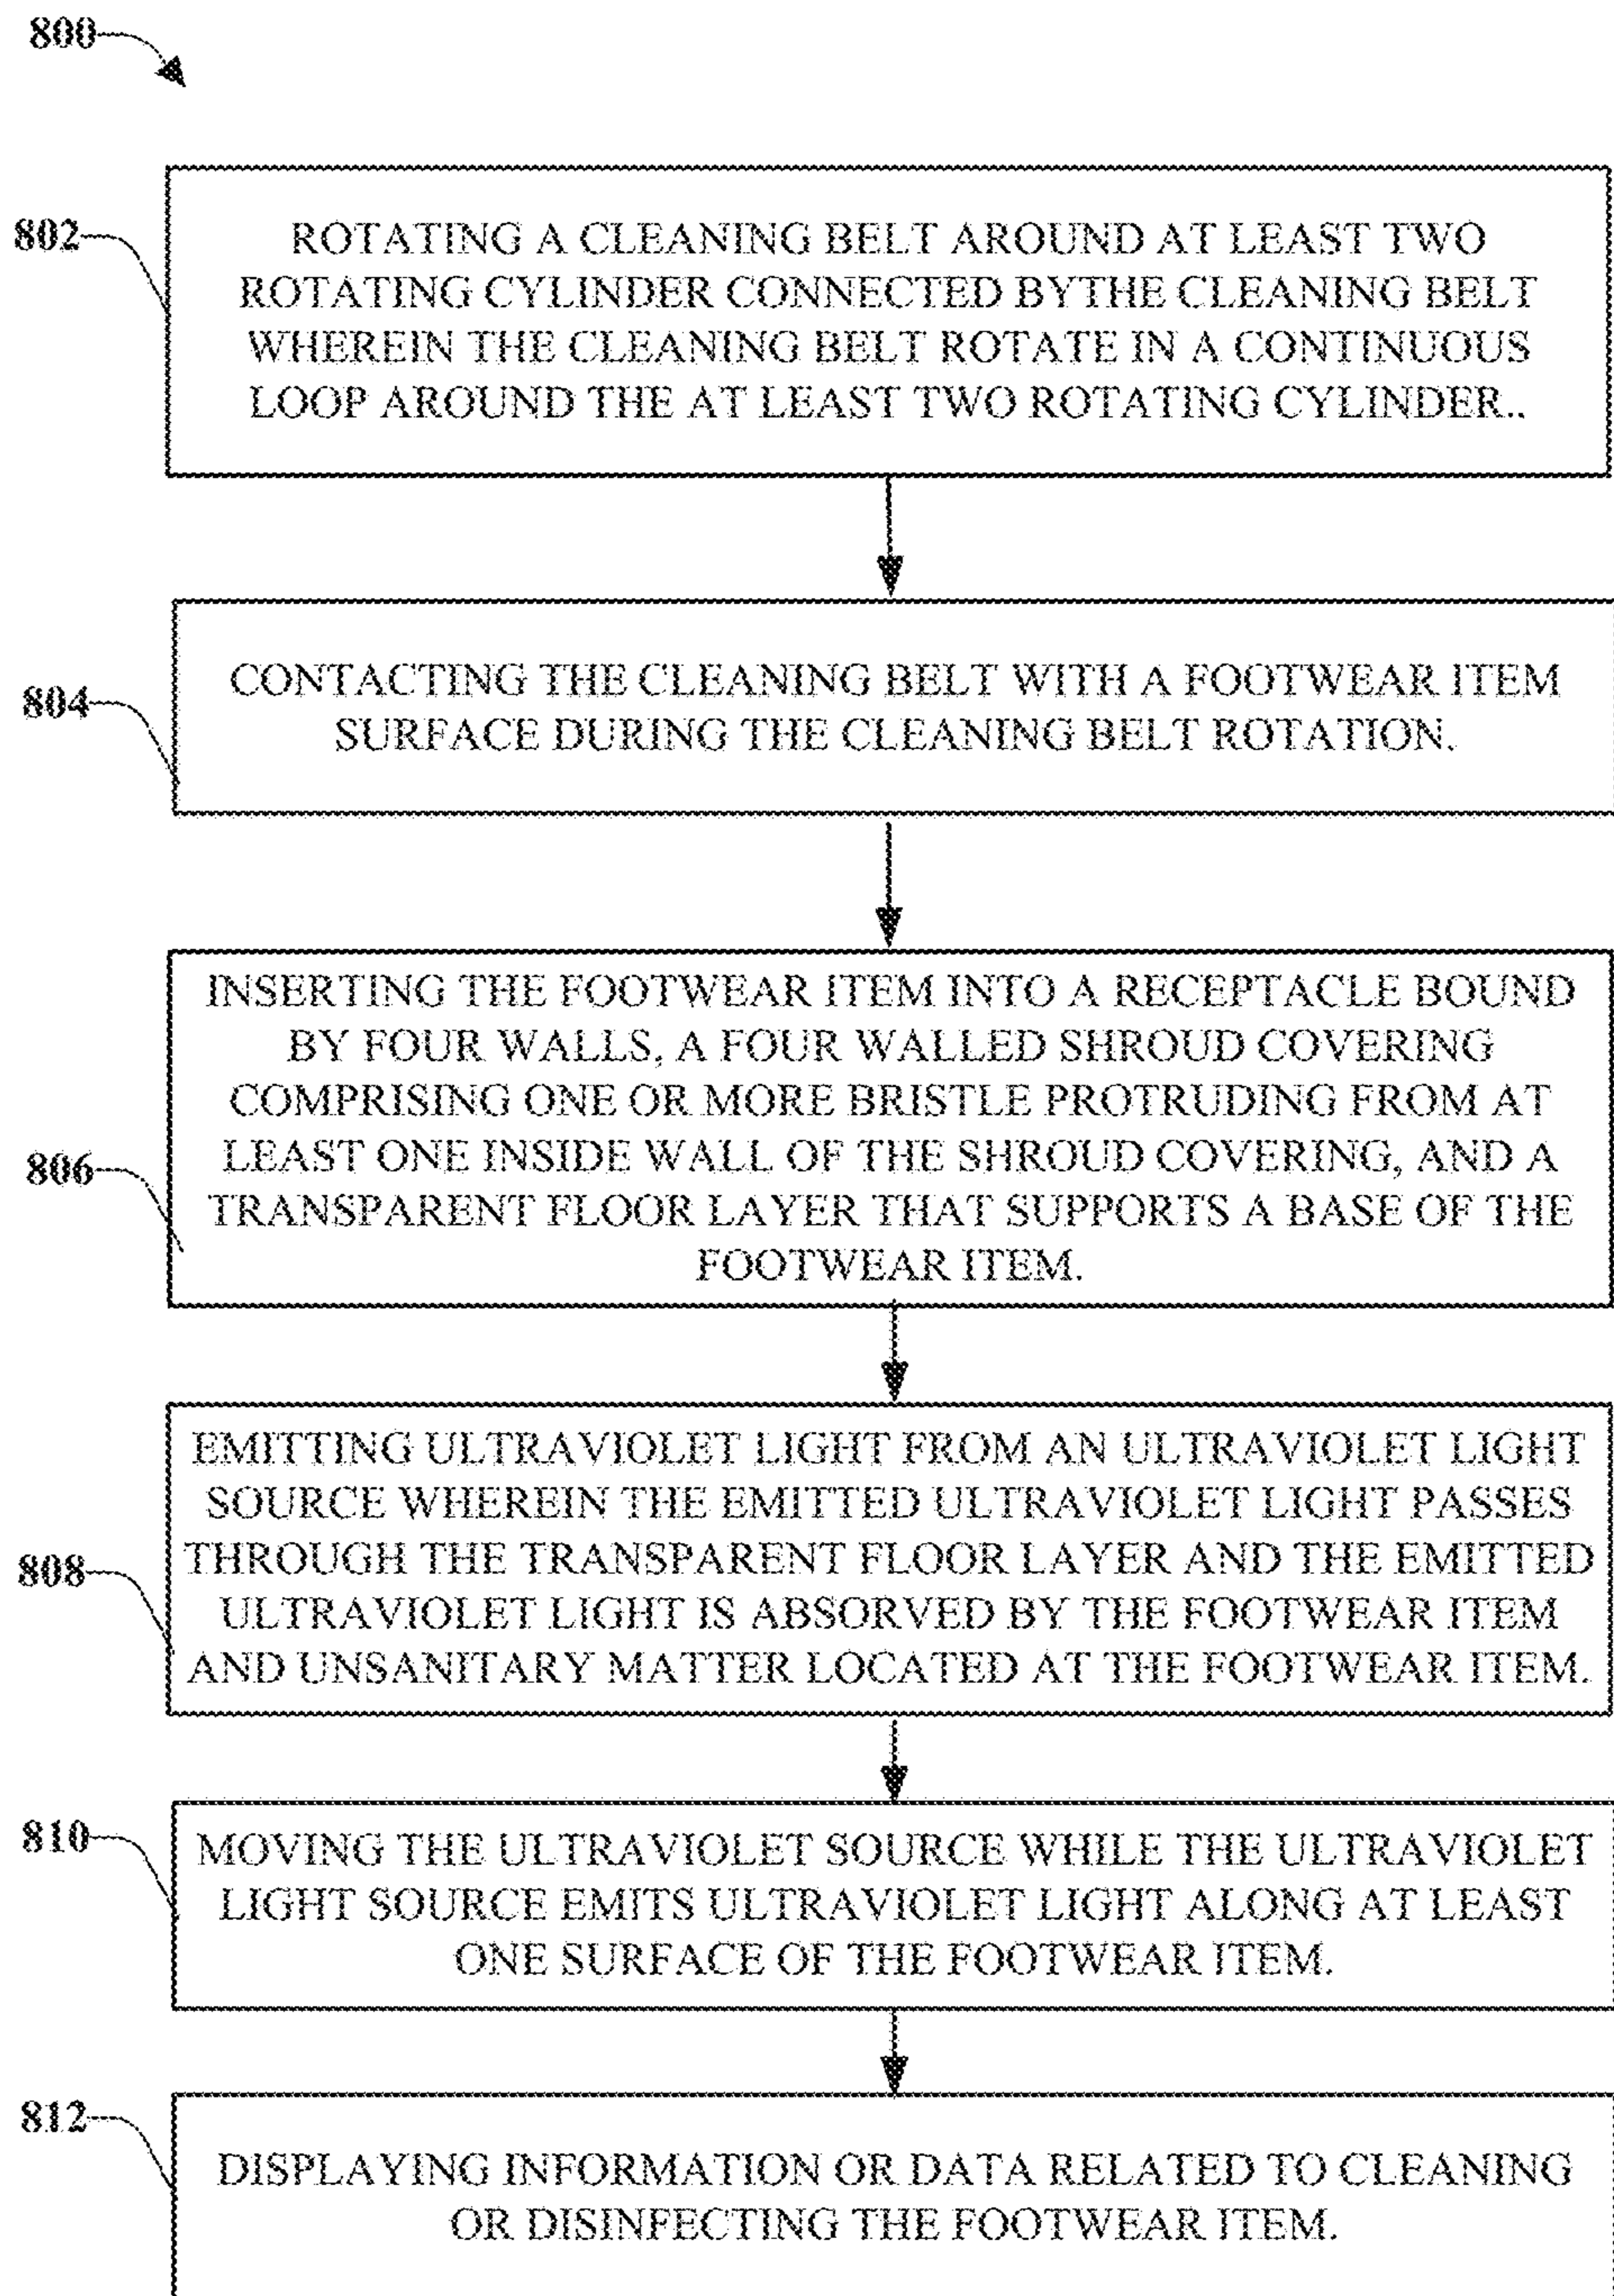 800
802
ROTATING A CLEANING BELT AROUND AT LEAST TWO
ROTATING CYLINDER CONNECTED BYTHE CLEANING BELT
WHEREIN THE CLEANING BELT ROTATE IN A CONTINUOUS
LOOP AROUND THE AT LEAST TWO ROTATING CYLINDER..
804
CONTACTING THE CLEANING BELT WITH A FOOTWEAR ITEM
SURFACE DURING THE CLEANING BELT ROTATION.
806
INSERTING THE FOOTWEAR ITEM INTO A RECEPTACLE BOUND
BY FOUR WALLS, A FOUR WALLED SHROUD COVERING
COMPRISING ONE OR MORE BRISTLE PROTRUDING FROM AT
LEAST ONE INSIDE WALL OF THE SHROUD COVERING, AND A
TRANSPARENT FLOOR LAYER THAT SUPPORTS A BASE OF THE
FOOTWEAR ITEM.
808
EMITTING ULTRAVIOLET LIGHT FROM AN ULTRAVIOLET LIGHT
SOURCE WHEREIN THE EMITTED ULTRAVIOLET LIGHT PASSES
THROUGH THE TRANSPARENT FLOOR LAYER AND THE EMITTED
ULTRAVIOLET LIGHT IS ABSORVED BY THE FOOTWEAR ITEM
AND UNSANITARY MATTER LOCATED AT THE FOOTWEAR ITEM.
810
MOVING THE ULTRAVIOLET SOURCE WHILE THE ULTRAVIOLET
LIGHT SOURCE EMITS ULTRAVIOLET LIGHT ALONG AT LEAST
ONE SURFACE OF THE FOOTWEAR ITEM.
812
DISPLAYING INFORMATION OR DATA RELATED TO CLEANING
OR DISINFECTING THE FOOTWEAR ITEM.